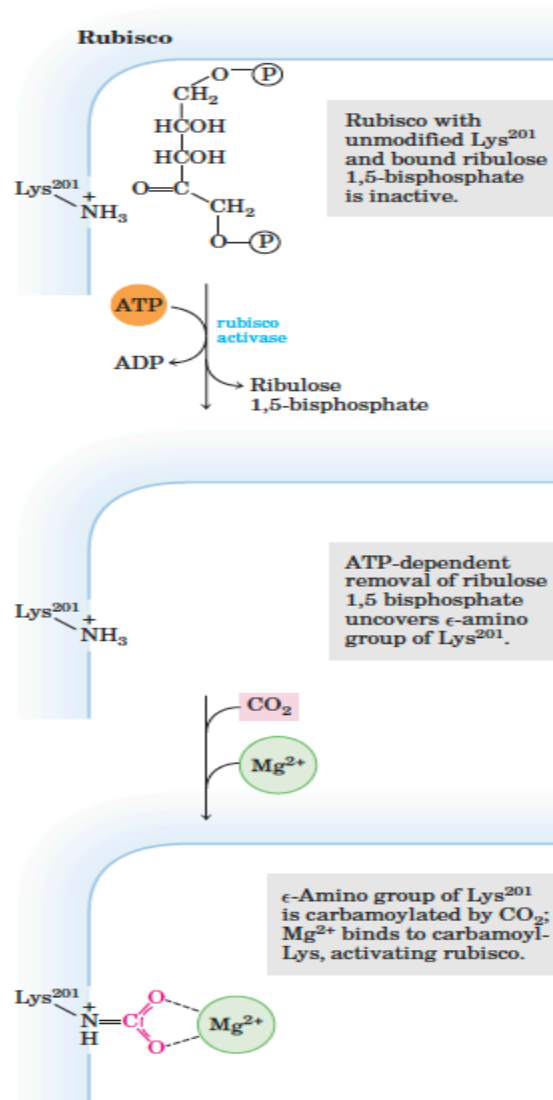 Rubisco
O—P
CH2
HCOH
HCOH
O=C
CH2
O—P
Lys201
+
NH3
Rubisco with
unmodified Lys201
and bound ribulose
1,5-bisphosphate
is inactive.
ATP
rubisco
activase
ADP
Ribulose
1,5-bisphosphate
Lys201
+
NH3
ATP-dependent
removal of ribulose
1,5 bisphosphate
uncovers ϵ-amino
group of Lys201.
CO2
Mg2+
ϵ-Amino group of Lys201
is carbamoylated by CO2;
Mg2+ binds to carbamoyl-
Lys, activating rubisco.
Lys201
+
O
N=C
Mg2+
H
O